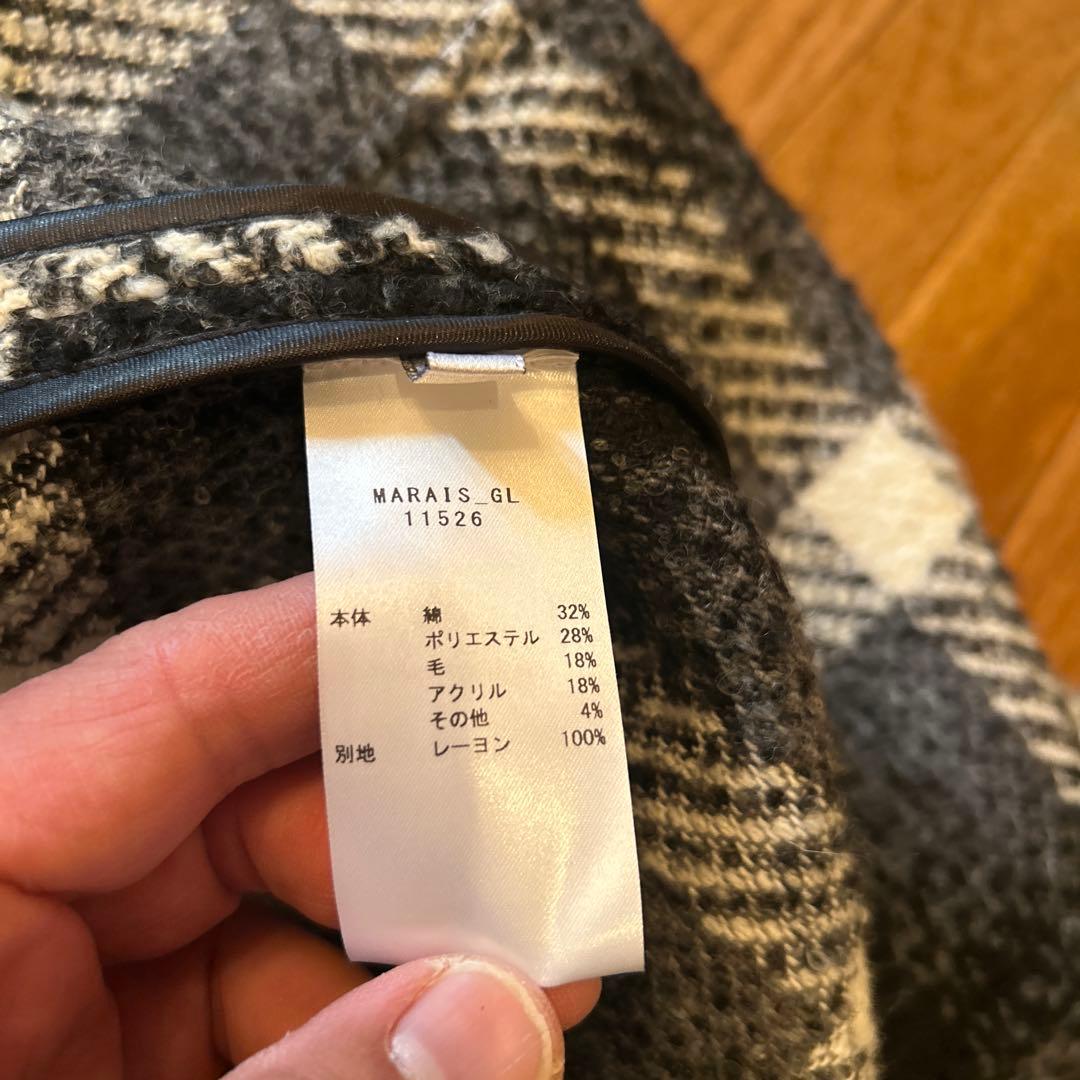 MARAIS_GL
11526
本体 綿 32%
ポリエステル 28%
毛 18%
アクリル 18%
その他 4%
別地 レーヨン 100%